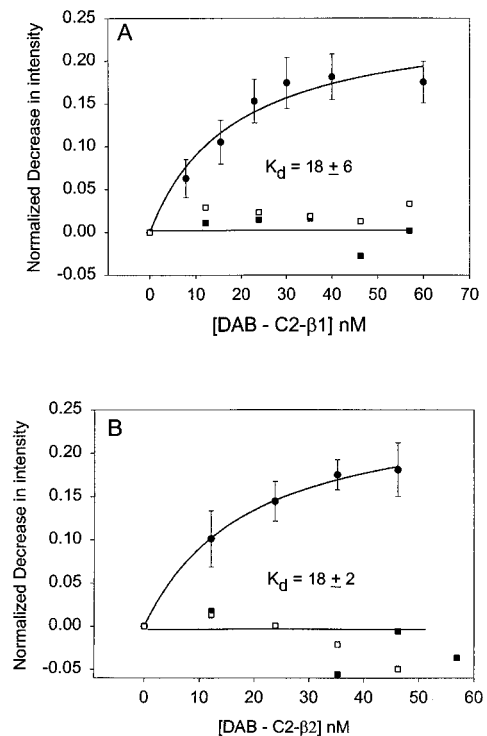 A
Normalized Decrease in intensity
0.25
0.20
0.15
0.10
0.05
0.00
-0.05
K_d = 18 ± 6
0 10 20 30 40 50 60 70
[DAB - C2-β1] nM
B
Normalized Decrease in intensity
0.25
0.20
0.15
0.10
0.05
0.00
-0.05
K_d = 18 ± 2
0 10 20 30 40 50 60
[DAB - C2-β2] nM